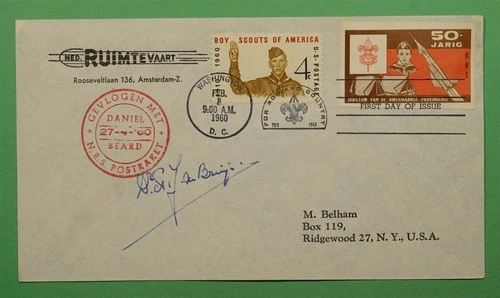 NED. RUIMTEVAART
Rooseveltlaan 136, Amsterdam-Z.
GEVLOGEN MET
DANIEL
27-4-'60
BEARD
N.R.S. POSTRAKET
BOY SCOUTS OF AMERICA
1910 1960
4¢
U·S·POSTAGE
WASHINGTON
FEB.
8
9:00 A.M.
1960
D. C.
FOR GOD AND COUNTRY
1910 1960
50-
JARIG
JUBILEUM VAN DE AMERIKAANSE PADVINDERS
FIRST DAY OF ISSUE
M. Belham
Box 119,
Ridgewood 27, N. Y., U.S.A.